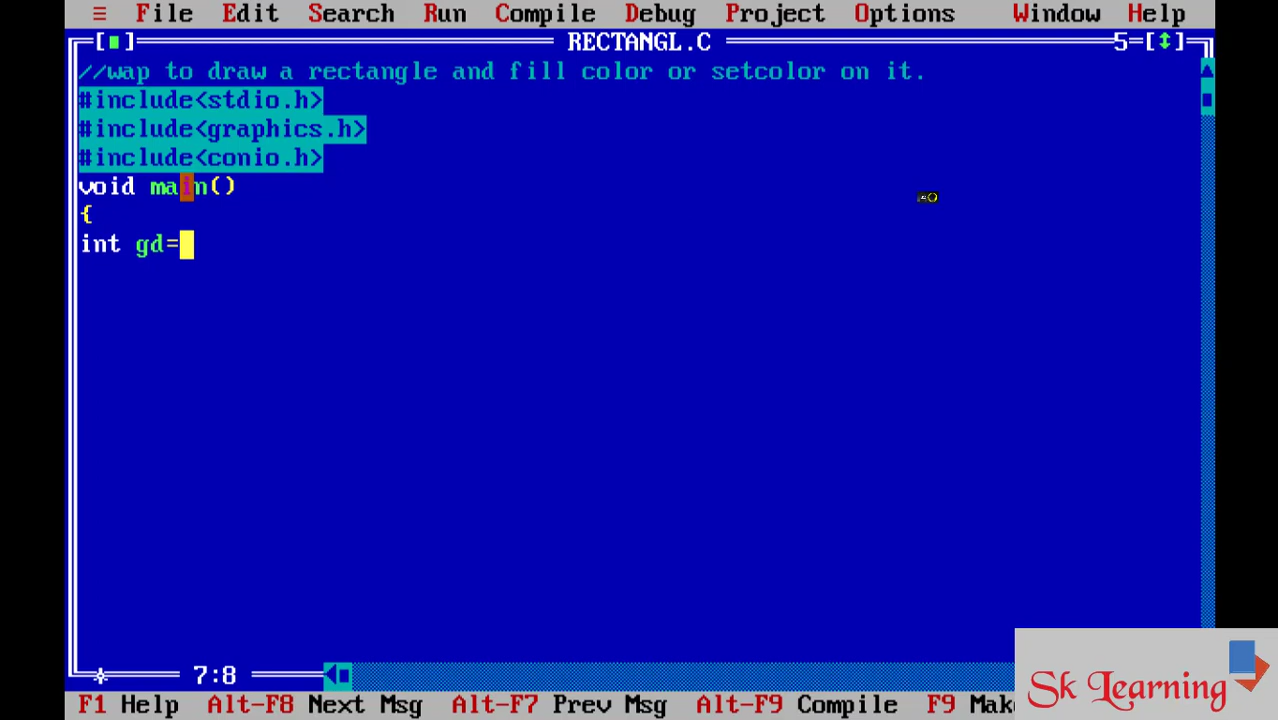 ≡ File Edit Search Run Compile Debug Project Options Window Help
[■] RECTANGL.C 5=[↕]
//wap to draw a rectangle and fill color or setcolor on it.
#include<stdio.h>
#include<graphics.h>
#include<conio.h>
void main()
{
int gd=
7:8
F1 Help Alt-F8 Next Msg Alt-F7 Prev Msg Alt-F9 Compile F9 Mak
Sk Learning